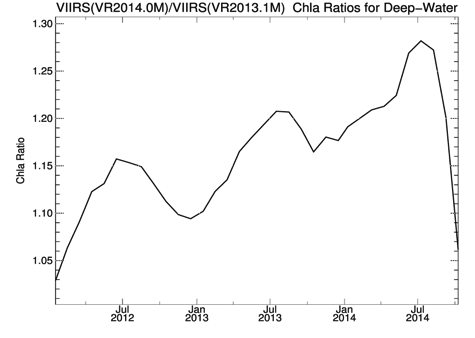 VIIRS(VR2014.0M)/VIIRS(VR2013.1M) Chla Ratios for Deep-Water
1.30
1.25
1.20
1.15
1.10
1.05
Chla Ratio
Jul Jan Jul Jan Jul
2012 2013 2013 2014 2014